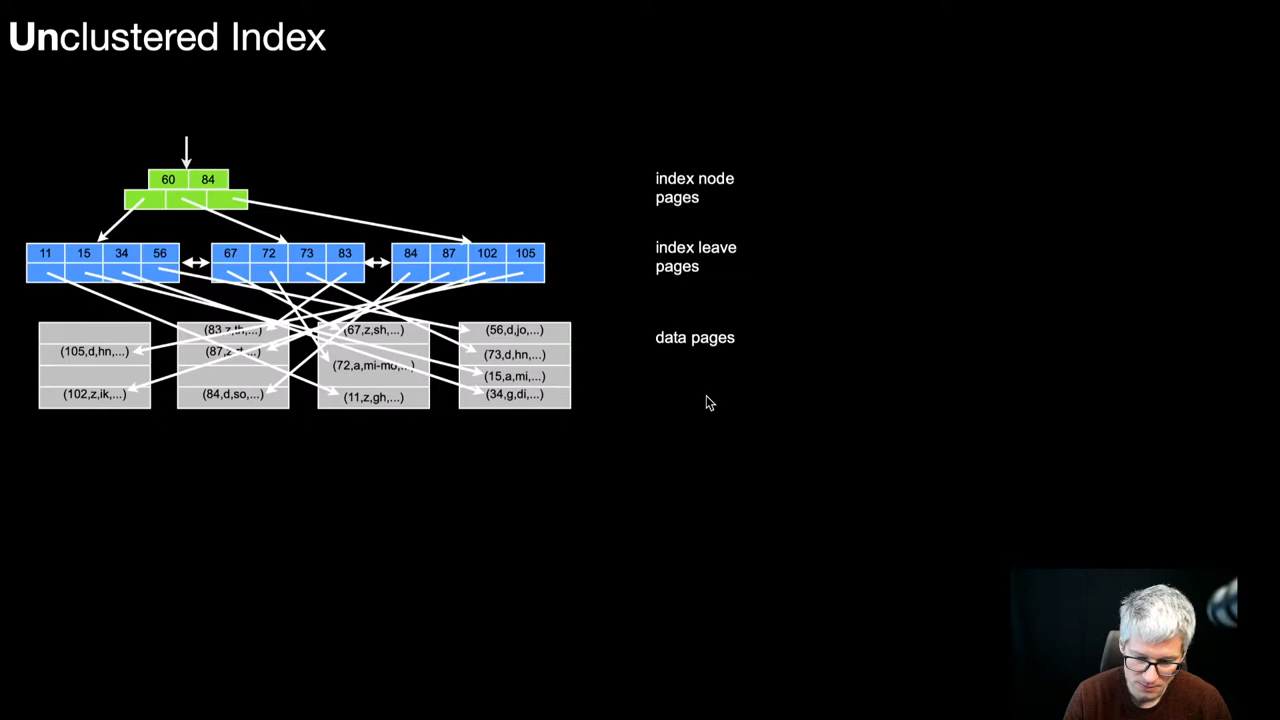 Unclustered Index
60 84
index node
pages
11 15 34 56 67 72 73 83 84 87 102 105
index leave
pages
(83,z,th,...) (67,z,sh,...) (56,d,jo,...)
data pages
(105,d,hn,...) (87,z, (73,d,hn,...)
(72,a,mi-mo,..)
(15,a,mi,...)
(102,z,ik,...) (84,d,so,...) (11,z,gh,...) (34,g,di,...)